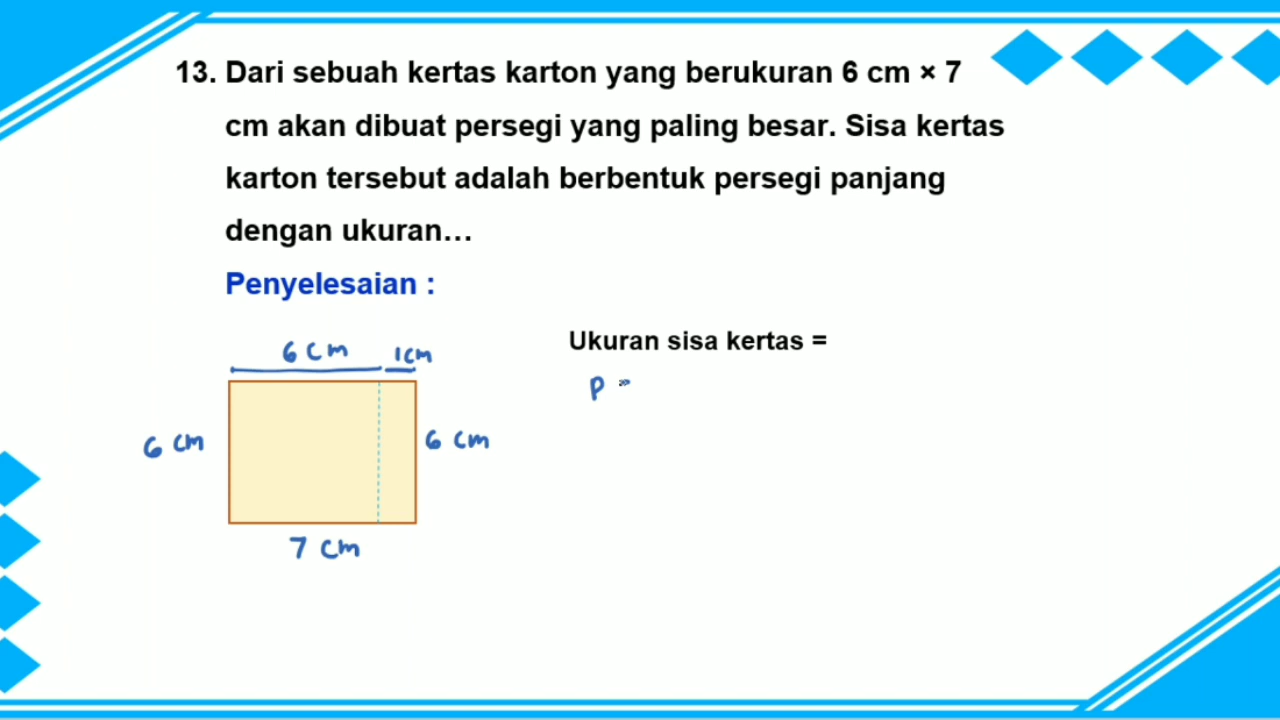 13. Dari sebuah kertas karton yang berukuran 6 cm × 7
cm akan dibuat persegi yang paling besar. Sisa kertas
karton tersebut adalah berbentuk persegi panjang
dengan ukuran…
Penyelesaian :
Ukuran sisa kertas =
6 cm 1cm
P =
6 cm 6 cm
7 cm